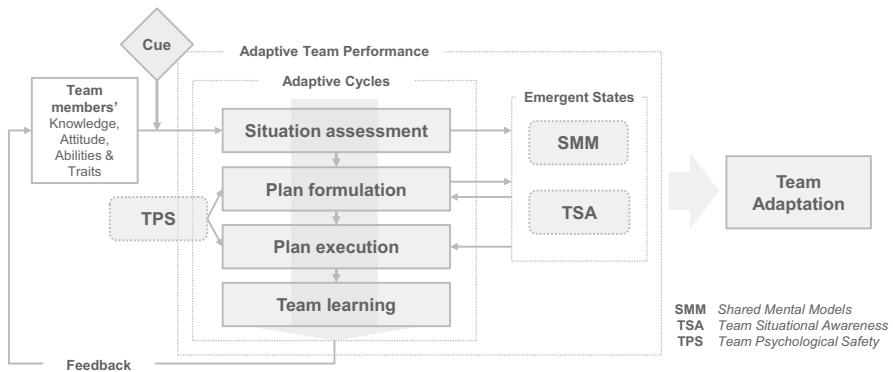 Cue
Adaptive Team Performance
Adaptive Cycles
Team
members’
Knowledge,
Attitude,
Abilities &
Traits
Situation assessment
Emergent States
SMM
Plan formulation
TPS
TSA
Team
Adaptation
Plan execution
Team learning
SMM Shared Mental Models
TSA Team Situational Awareness
TPS Team Psychological Safety
Feedback